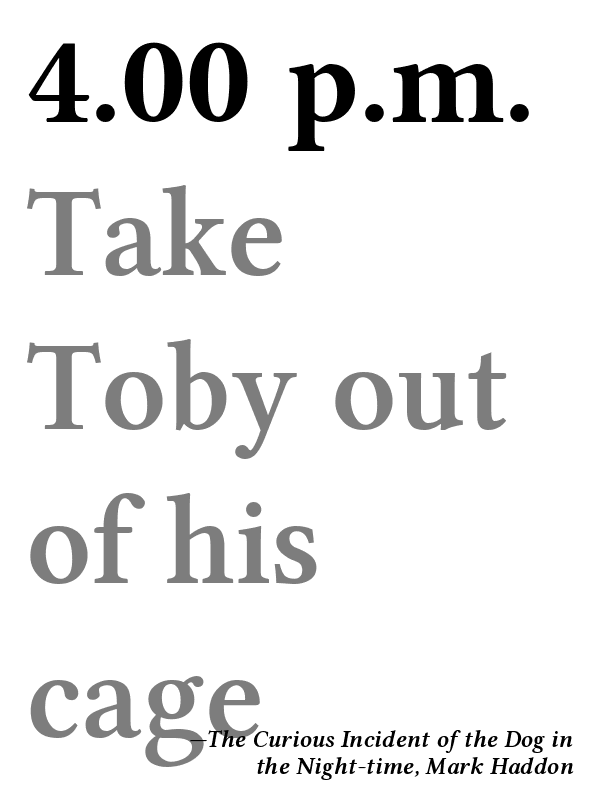 4.00 p.m.
Take
Toby out
of his
cage
—The Curious Incident of the Dog in
the Night-time, Mark Haddon